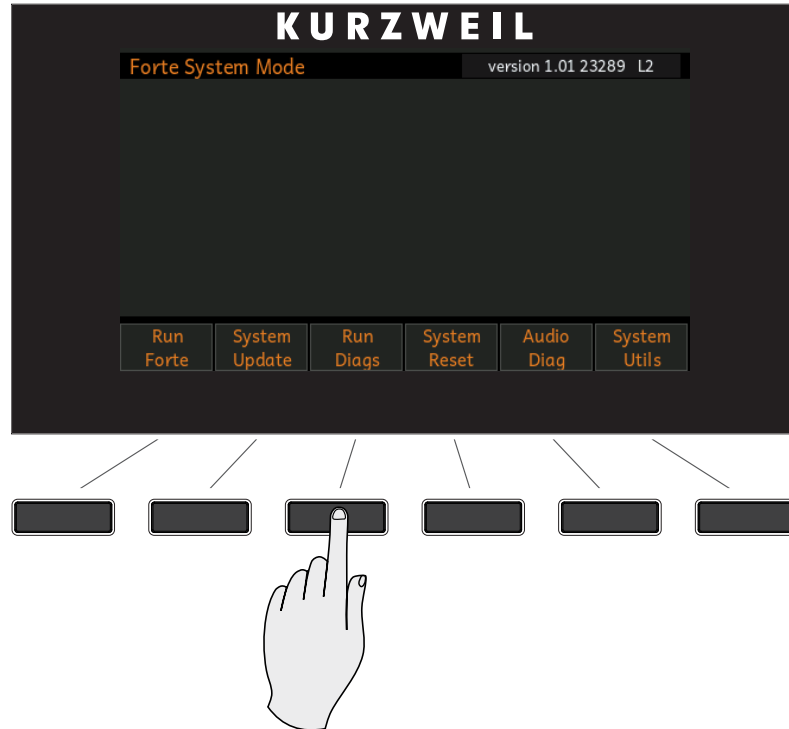 KURZWEIL
Forte System Mode version 1.01 23289 L2
Run System Run System Audio System
Forte Update Diags Reset Diag Utils